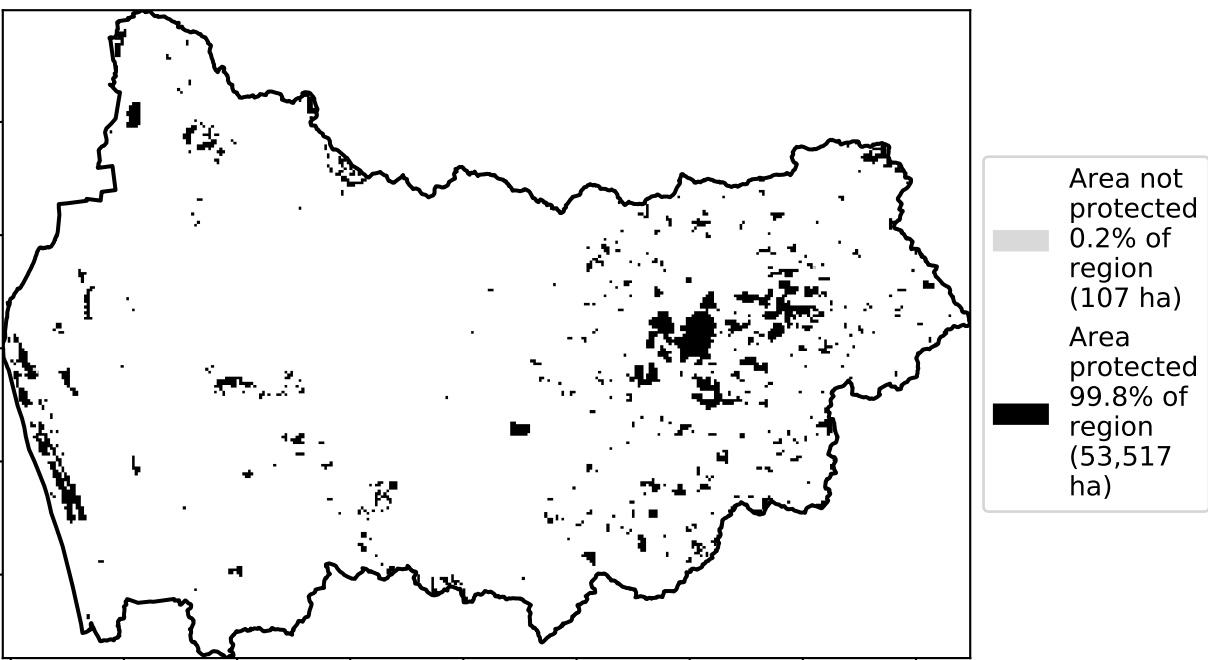 Area not
protected
0.2% of
region
(107 ha)
Area
protected
99.8% of
region
(53,517
ha)